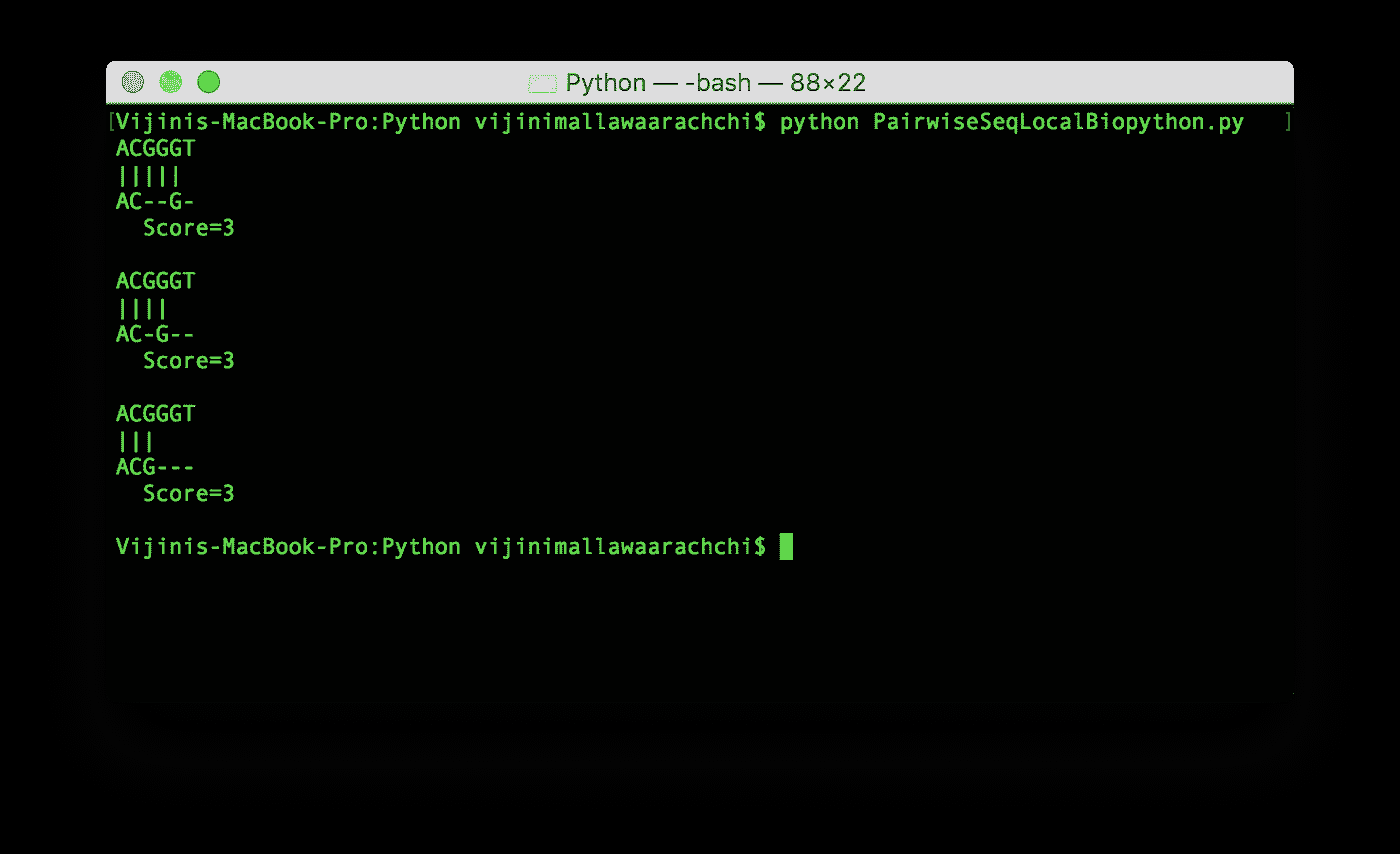 Python — -bash — 88×22
[Vijinis-MacBook-Pro:Python vijinimallawaarachchi$ python PairwiseSeqLocalBiopython.py ]
ACGGGT
|||||
AC--G-
  Score=3

ACGGGT
||||
AC-G--
  Score=3

ACGGGT
|||
ACG---
  Score=3

Vijinis-MacBook-Pro:Python vijinimallawaarachchi$